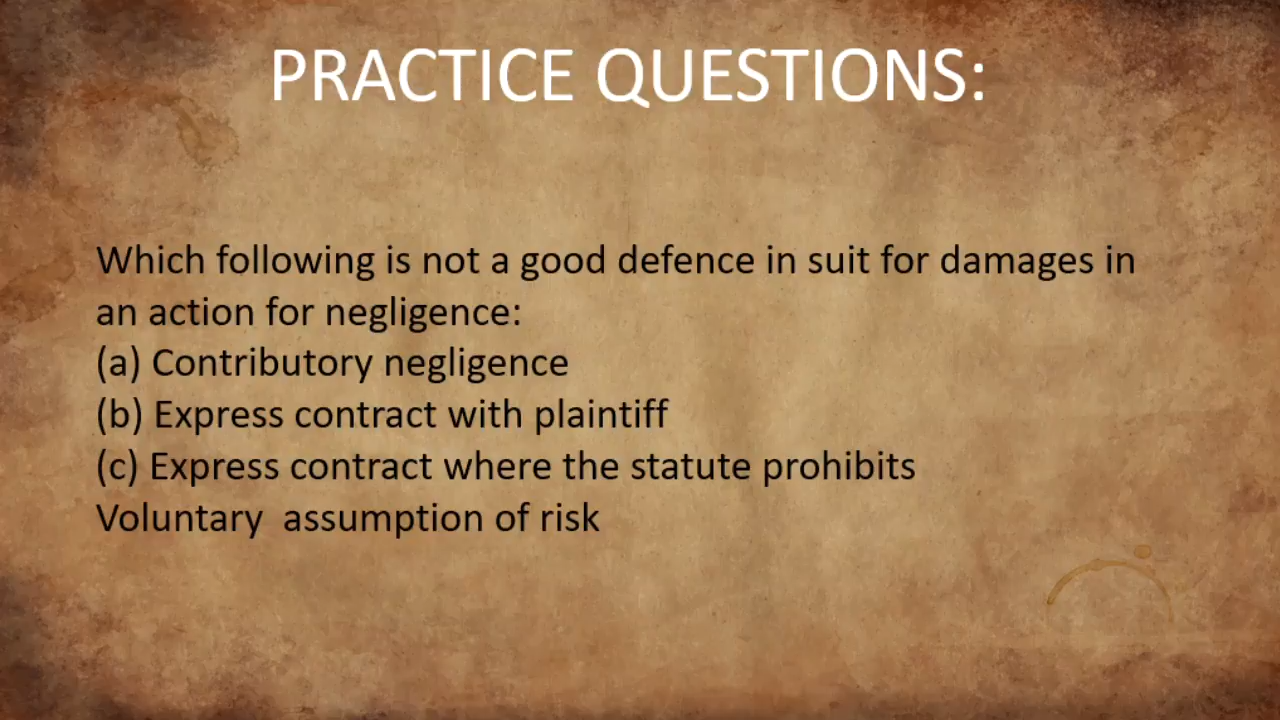 PRACTICE QUESTIONS:
Which following is not a good defence in suit for damages in
an action for negligence:
(a) Contributory negligence
(b) Express contract with plaintiff
(c) Express contract where the statute prohibits
Voluntary  assumption of risk